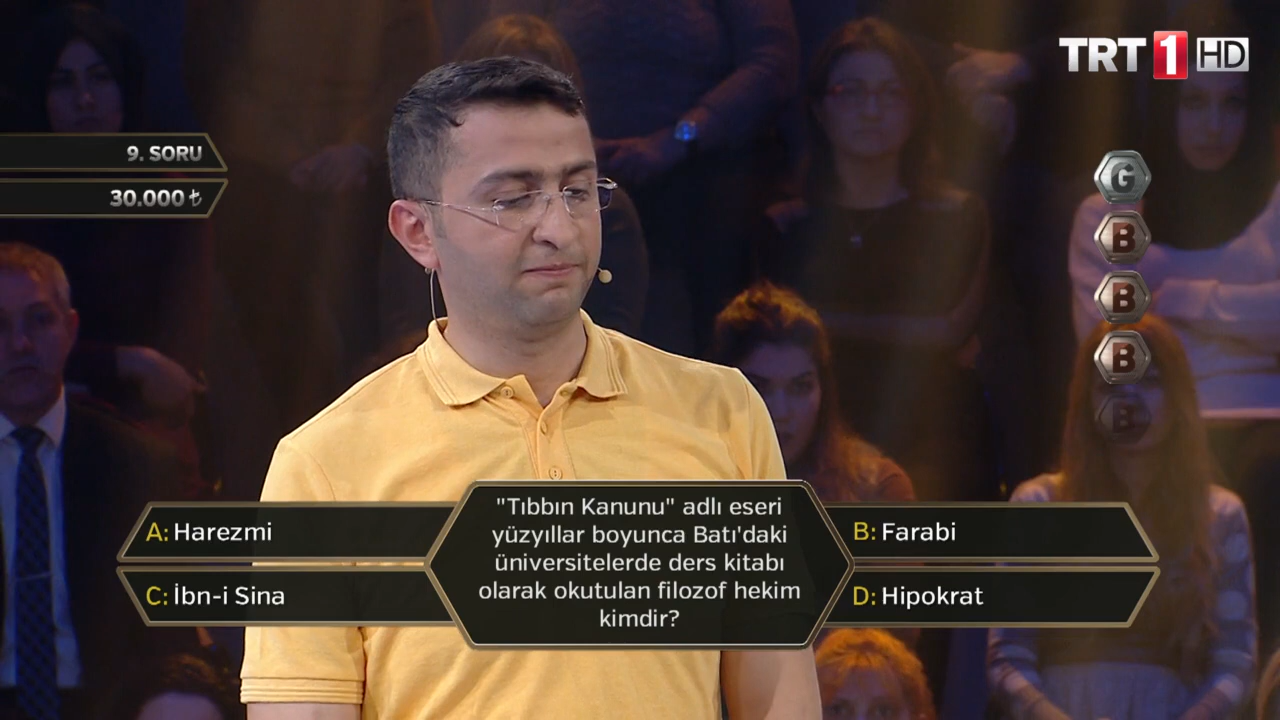 TRT 1 HD
9. SORU
30.000 ₺
G
B
B
B
B
"Tıbbın Kanunu" adlı eseri
yüzyıllar boyunca Batı'daki
üniversitelerde ders kitabı
olarak okutulan filozof hekim
kimdir?
A: Harezmi
B: Farabi
C: İbn-i Sina
D: Hipokrat